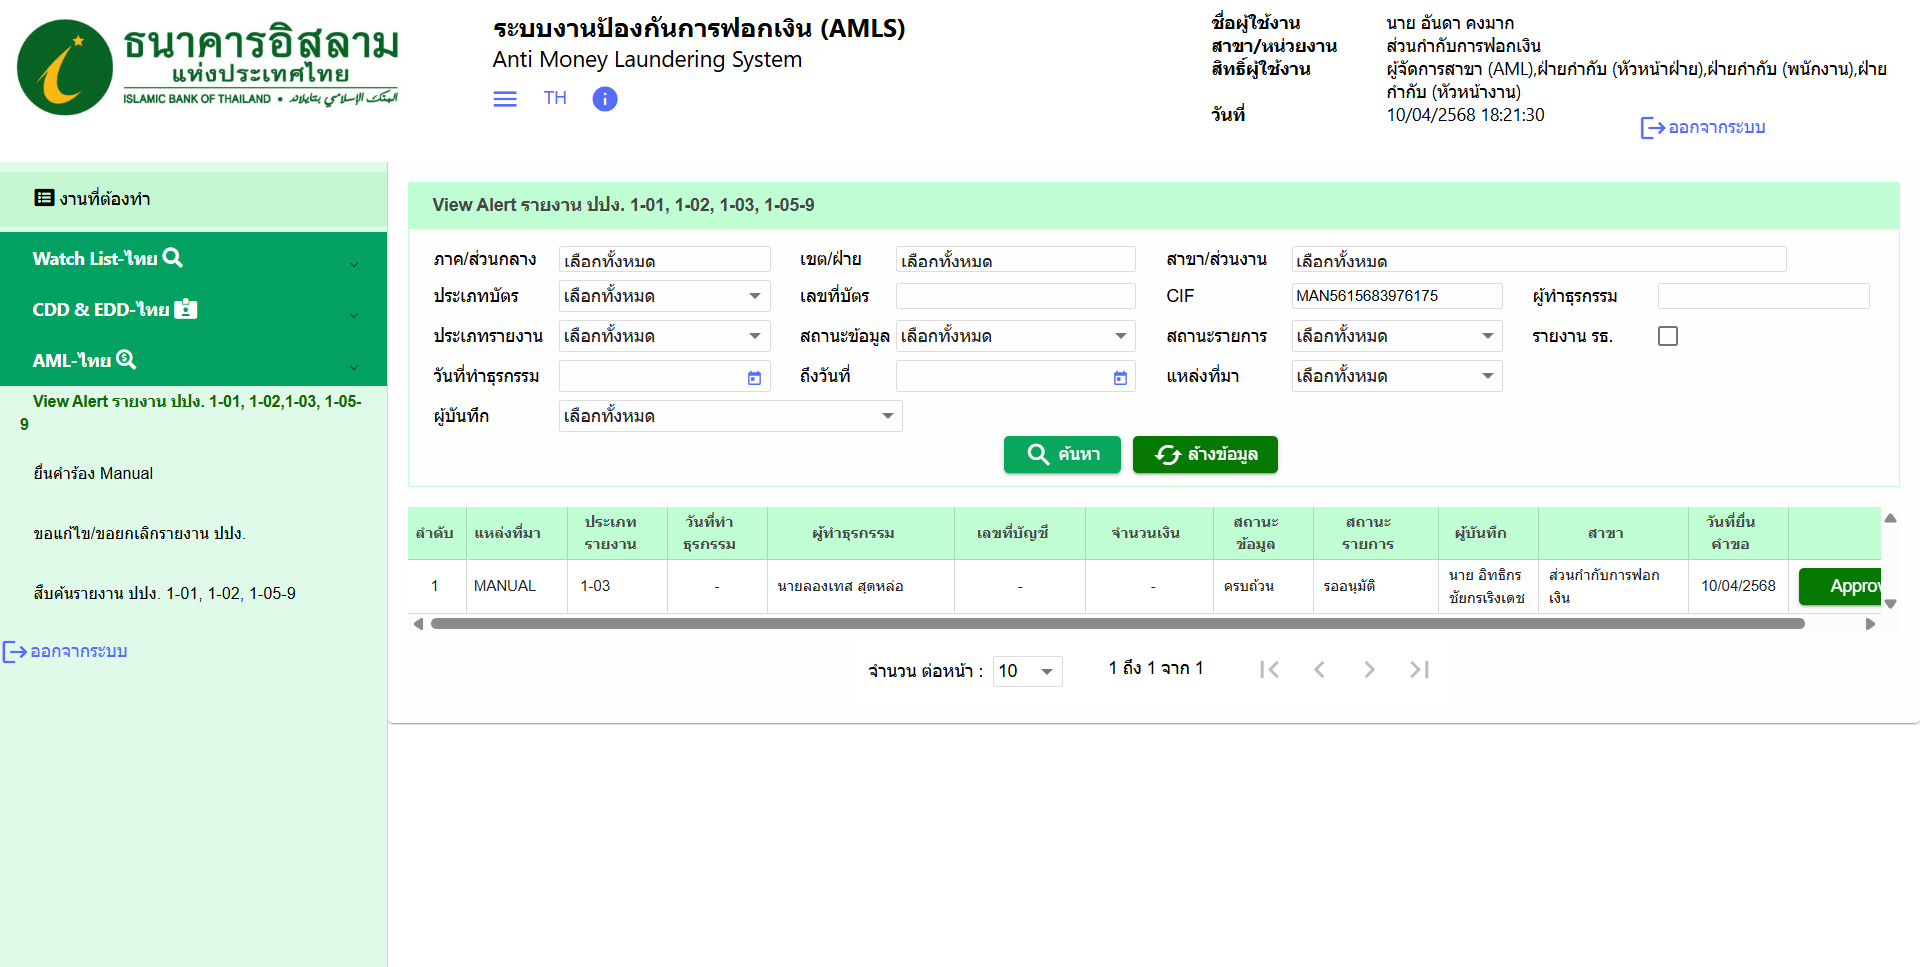 ธนาคารอิสลาม
แห่งประเทศไทย
ISLAMIC BANK OF THAILAND • البنك الإسلامي بتايلاند
ระบบงานป้องกันการฟอกเงิน (AMLS)
Anti Money Laundering System
TH
ชื่อผู้ใช้งาน นาย อันดา คงมาก
สาขา/หน่วยงาน ส่วนกำกับการฟอกเงิน
สิทธิ์ผู้ใช้งาน ผู้จัดการสาขา (AML),ฝ่ายกำกับ (หัวหน้าฝ่าย),ฝ่ายกำกับ (พนักงาน),ฝ่าย
กำกับ (หัวหน้างาน)
วันที่ 10/04/2568 18:21:30
ออกจากระบบ
งานที่ต้องทำ
Watch List-ไทย
CDD & EDD-ไทย
AML-ไทย
View Alert รายงาน ปปง. 1-01, 1-02,1-03, 1-05-
9
ยื่นคำร้อง Manual
ขอแก้ไข/ขอยกเลิกรายงาน ปปง.
สืบค้นรายงาน ปปง. 1-01, 1-02, 1-05-9
ออกจากระบบ
View Alert รายงาน ปปง. 1-01, 1-02, 1-03, 1-05-9
ภาค/ส่วนกลาง เลือกทั้งหมด เขต/ฝ่าย เลือกทั้งหมด สาขา/ส่วนงาน เลือกทั้งหมด
ประเภทบัตร เลือกทั้งหมด เลขที่บัตร CIF MAN5615683976175 ผู้ทำธุรกรรม
ประเภทรายงาน เลือกทั้งหมด สถานะข้อมูล เลือกทั้งหมด สถานะรายการ เลือกทั้งหมด รายงาน รธ.
วันที่ทำธุรกรรม ถึงวันที่ แหล่งที่มา เลือกทั้งหมด
ผู้บันทึก เลือกทั้งหมด
ค้นหา ล้างข้อมูล
ลำดับ แหล่งที่มา ประเภท รายงาน วันที่ทำ ธุรกรรม ผู้ทำธุรกรรม เลขที่บัญชี จำนวนเงิน สถานะ ข้อมูล สถานะ รายการ ผู้บันทึก สาขา วันที่ยื่น คำขอ
1 MANUAL 1-03 - นายลองเทส สุดหล่อ - - ครบถ้วน รออนุมัติ นาย อิทธิกร ชัยกรเริงเดช ส่วนกำกับการฟอก เงิน 10/04/2568 Approv
จำนวน ต่อหน้า : 10 1 ถึง 1 จาก 1